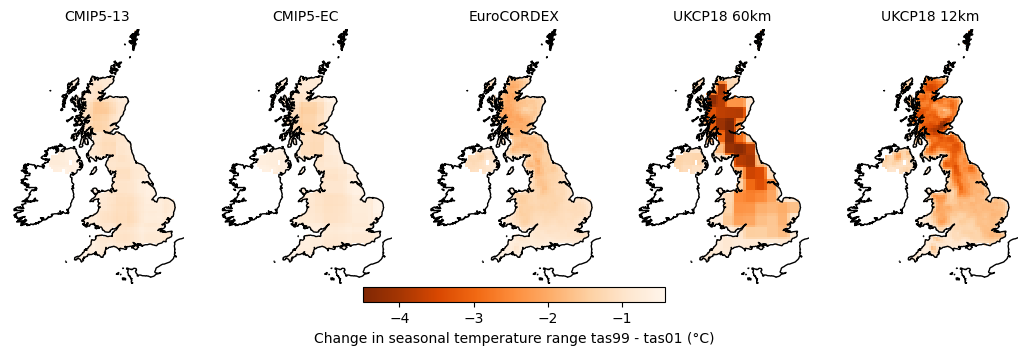 CMIP5-13 CMIP5-EC EuroCORDEX UKCP18 60km UKCP18 12km
−4 −3 −2 −1
Change in seasonal temperature range tas99 - tas01 (°C)